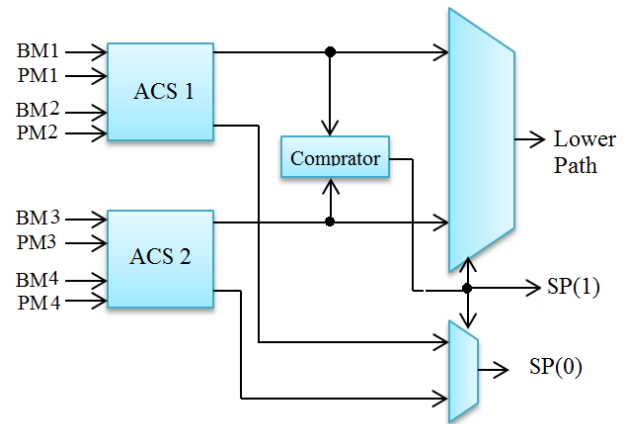 BM1
PM1
BM2
PM2
ACS 1
Comprator
Lower
Path
BM3
PM3
BM4
PM4
ACS 2
SP(1)
SP(0)